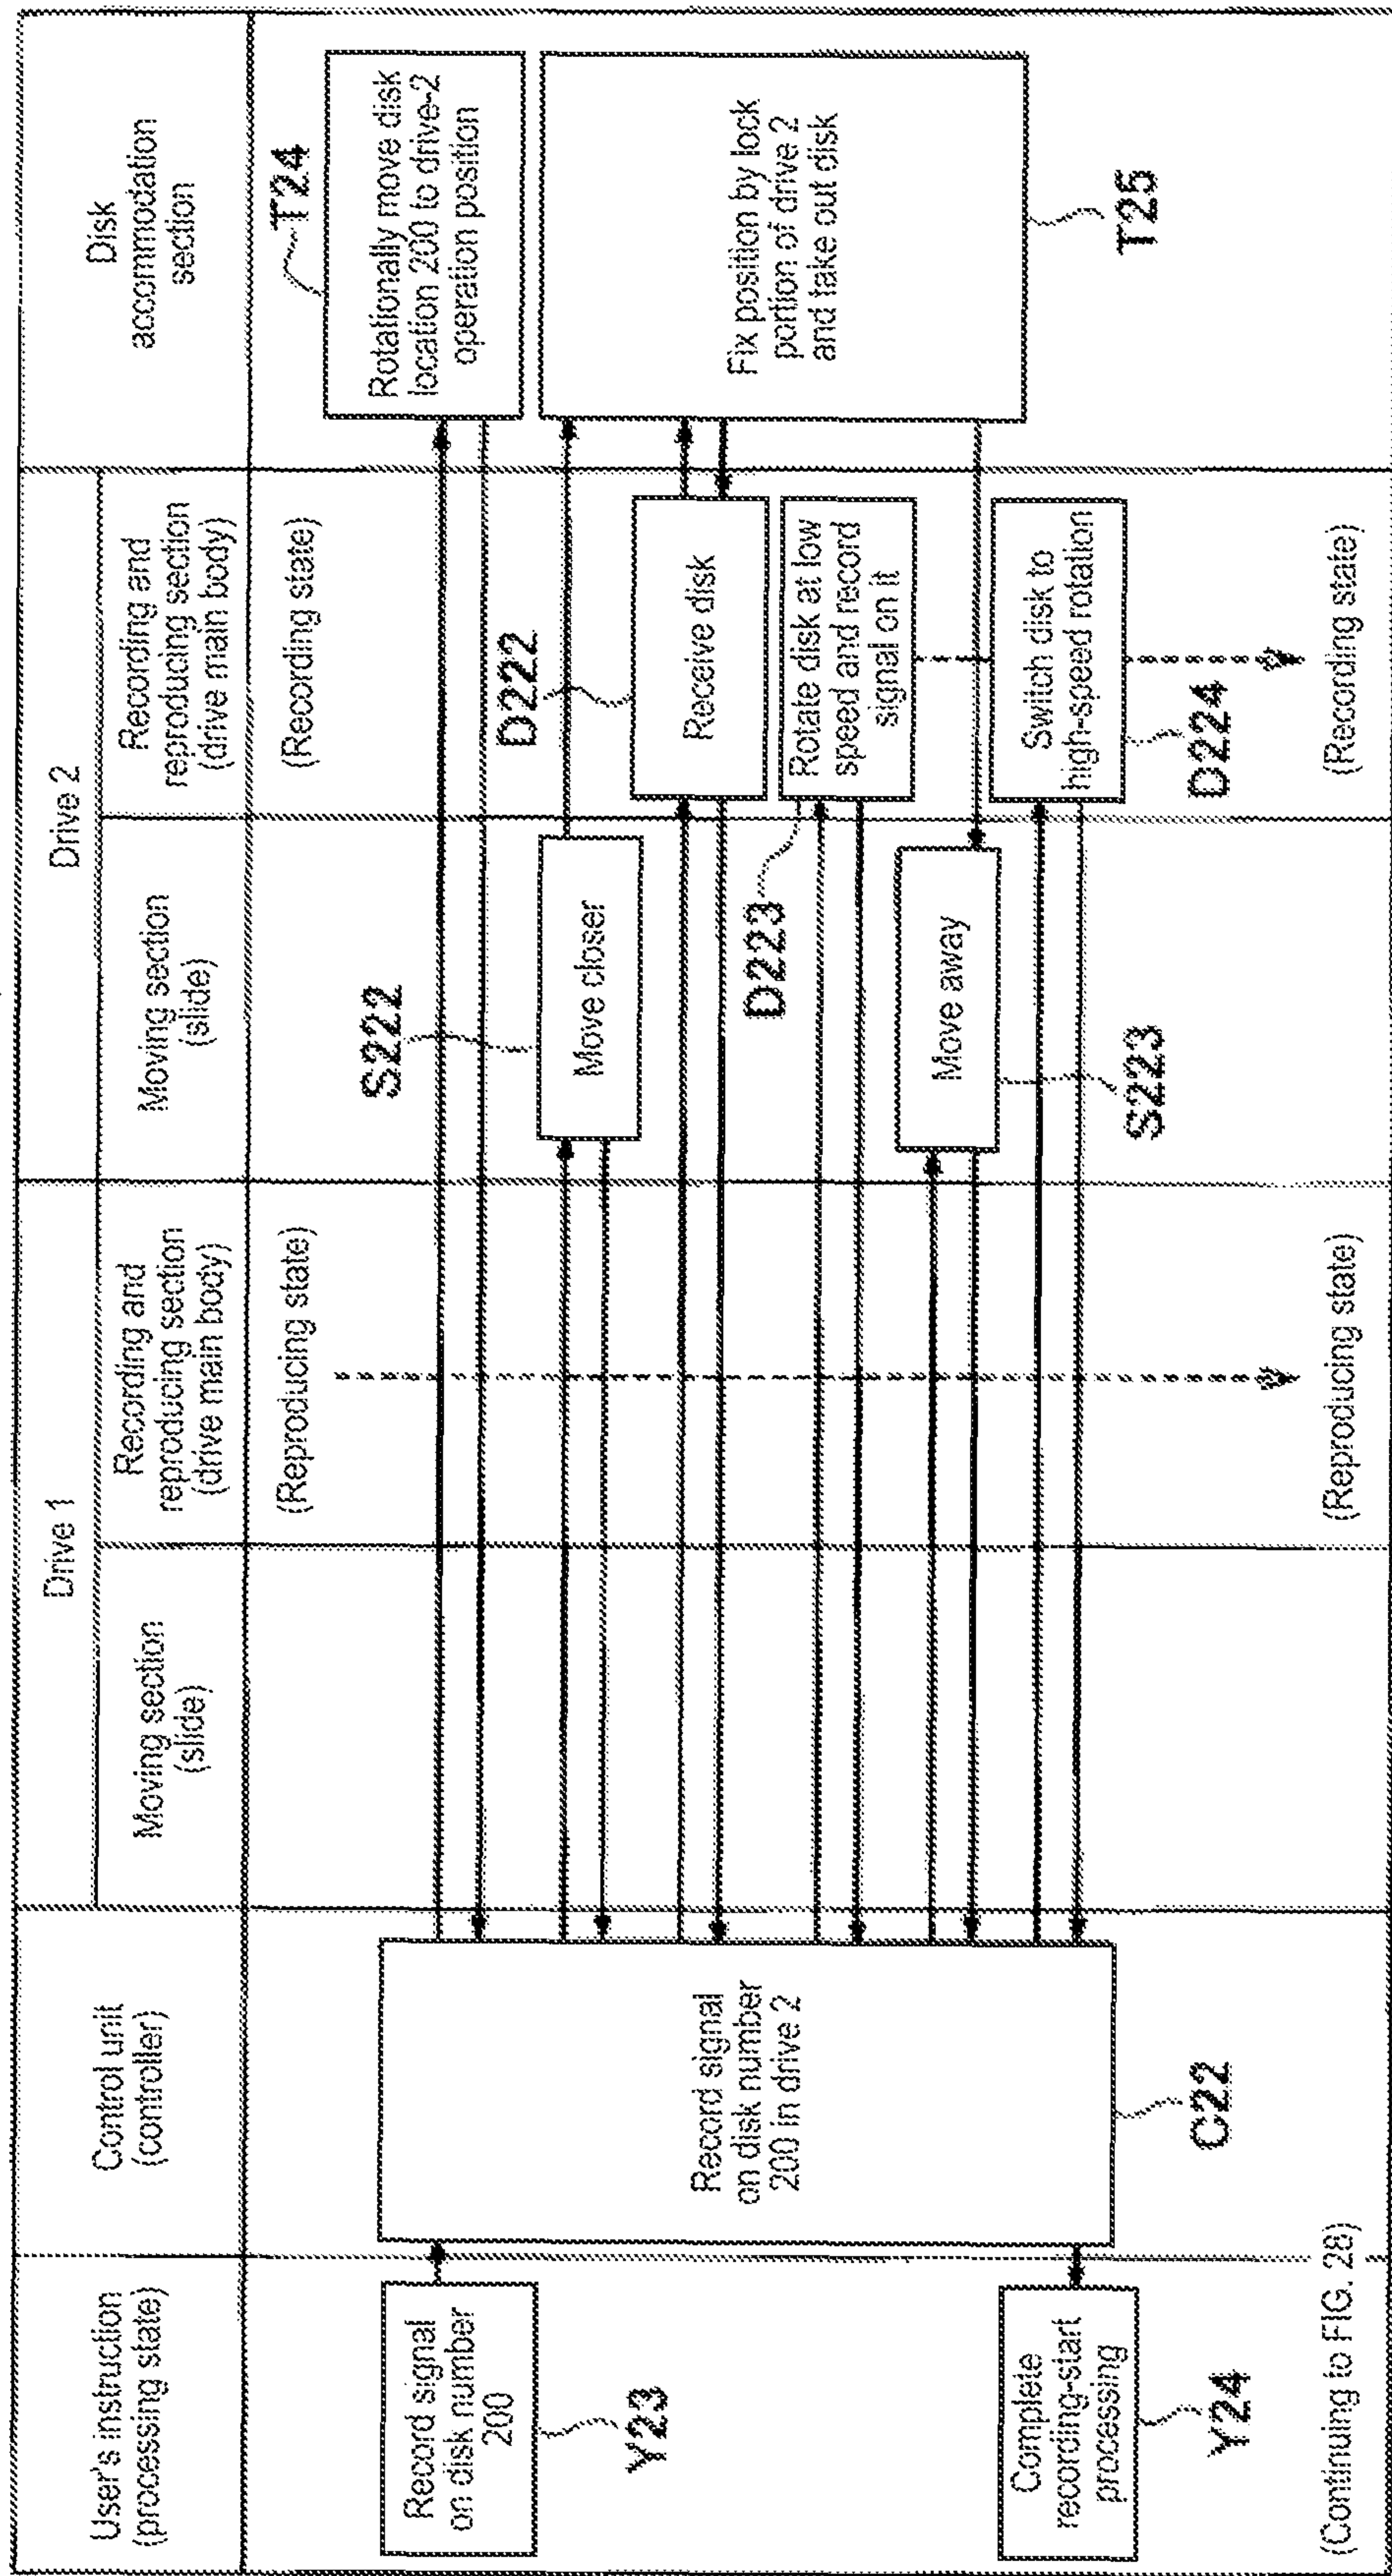 User's instruction
(processing state)
Control unit
(controller)
Drive 1
Moving section
(slide)
Recording and
reproducing section
(drive main body)
Drive 2
Moving section
(slide)
Recording and
reproducing section
(drive main body)
Disk
accommodation
section
(Reproducing state)
(Recording state)
T24
Rotationally move disk
location 200 to drive-2
operation position
Record signal
on disk number
200
Y23
Record signal
on disk number
200 in drive 2
C22
S222
Move closer
D222
Receive disk
Fix position by lock
portion of drive 2
and take out disk
T25
D223
Rotate disk at low
speed and record
signal on it
Move away
S223
Switch disk to
high-speed rotation
D224
Complete
recording-start
processing
Y24
(Continuing to FIG. 28)
(Reproducing state)
(Recording state)